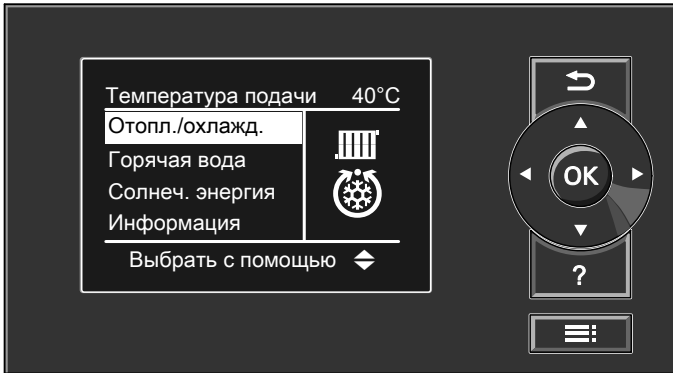 Температура подачи 40°C
Отопл./охлажд.
Горячая вода
Солнеч. энергия
Информация
Выбрать с помощью
OK
?